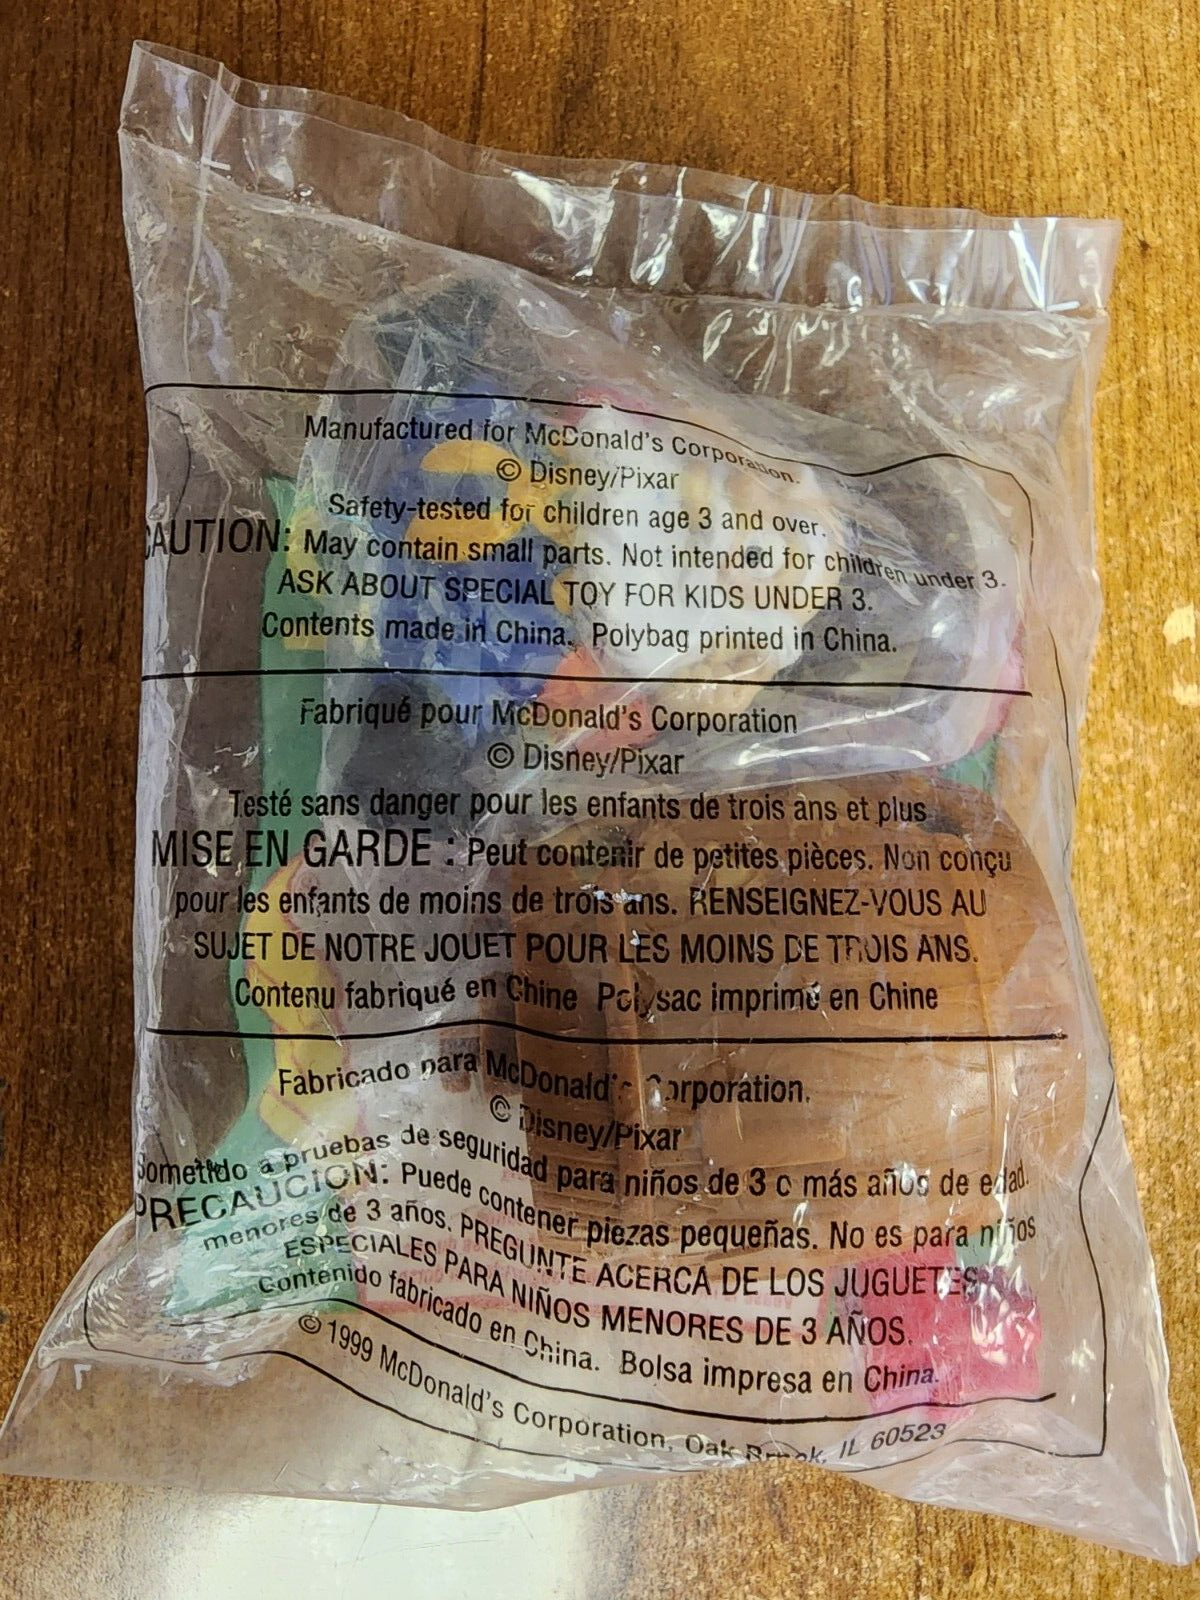 Manufactured for McDonald's Corporation.
© Disney/Pixar
Safety-tested for children age 3 and over.
CAUTION: May contain small parts. Not intended for children under 3.
ASK ABOUT SPECIAL TOY FOR KIDS UNDER 3.
Contents made in China. Polybag printed in China.
Fabriqué pour McDonald's Corporation
© Disney/Pixar
Testé sans danger pour les enfants de trois ans et plus
MISE EN GARDE : Peut contenir de petites pièces. Non conçu
pour les enfants de moins de trois ans. RENSEIGNEZ-VOUS AU
SUJET DE NOTRE JOUET POUR LES MOINS DE TROIS ANS.
Contenu fabriqué en Chine Polysac imprimé en Chine
Fabricado para McDonald's Corporation.
© Disney/Pixar
Sometido a pruebas de seguridad para niños de 3 o más años de edad.
PRECAUCION: Puede contener piezas pequeñas. No es para niños
menores de 3 años. PREGUNTE ACERCA DE LOS JUGUETES
ESPECIALES PARA NIÑOS MENORES DE 3 AÑOS.
Contenido fabricado en China. Bolsa impresa en China.
© 1999 McDonald's Corporation, Oak Brook, IL 60523